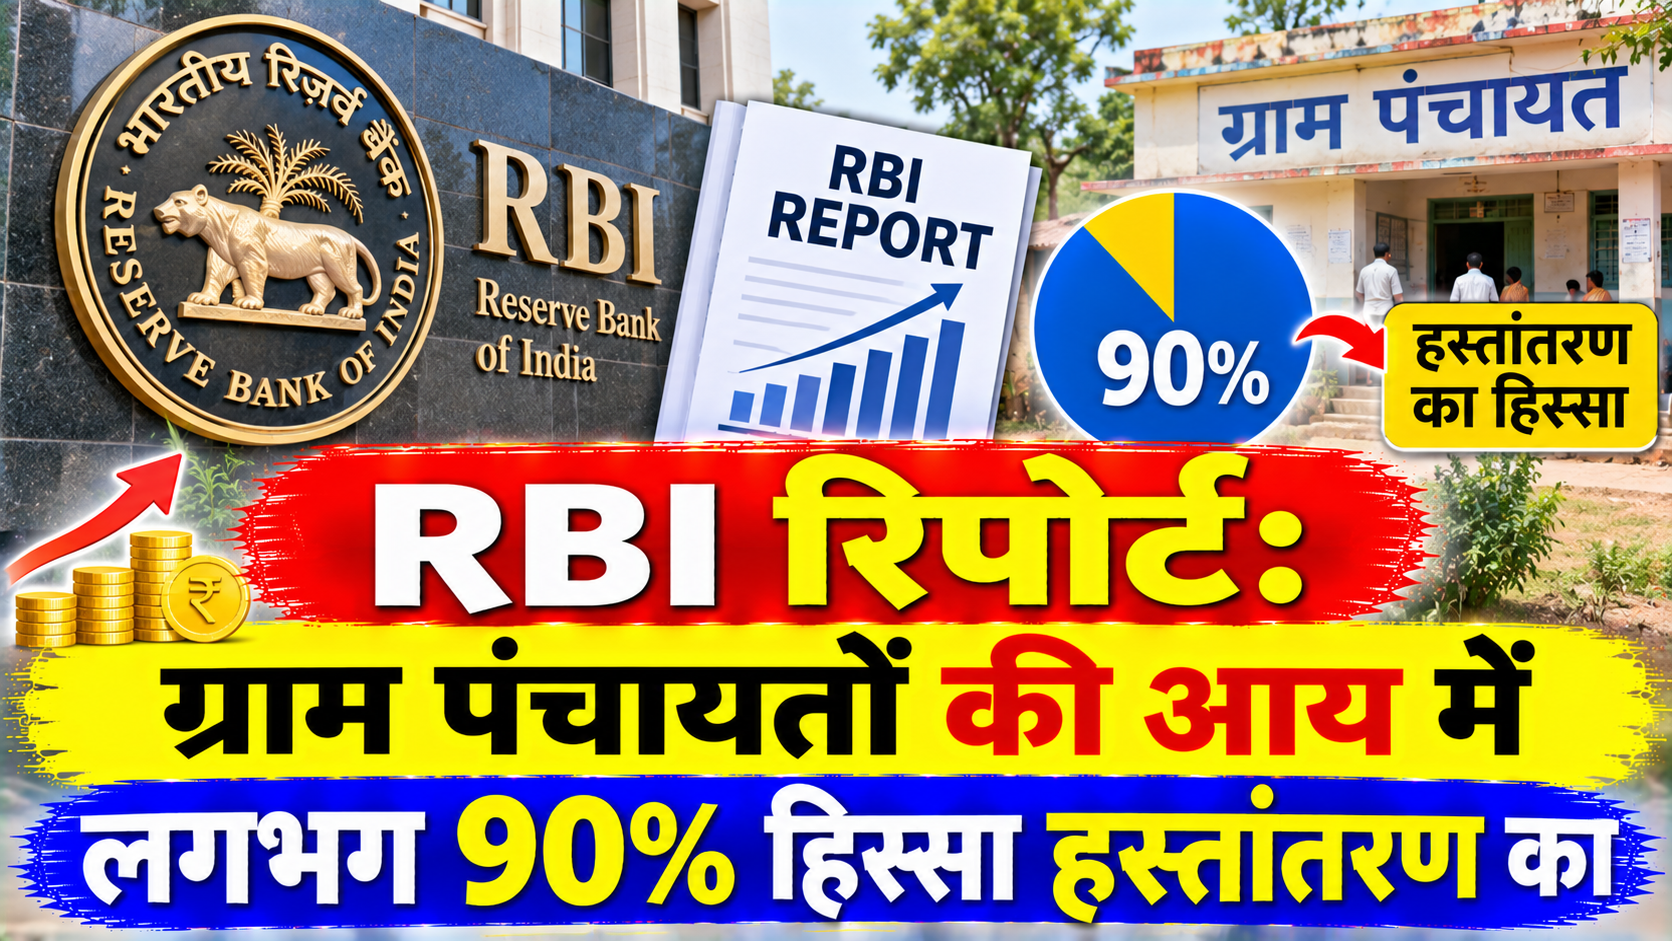 भारतीय रिज़र्व बैंक
RESERVE BANK OF INDIA
RBI
Reserve Bank
of India
RBI
REPORT
ग्राम पंचायत
90%
हस्तांतरण
का हिस्सा
₹
RBI रिपोर्ट:
ग्राम पंचायतों की आय में
लगभग 90% हिस्सा हस्तांतरण का